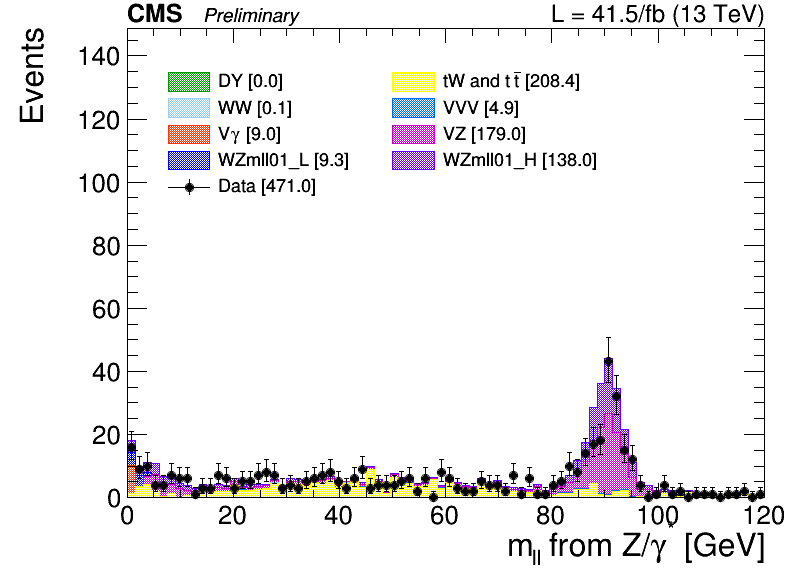 CMS Preliminary L = 41.5/fb (13 TeV)
Events
140
120
100
80
60
40
20
0
DY [0.0]
WW [0.1]
Vγ [9.0]
WZmll01_L [9.3]
Data [471.0]
tW and tt̅ [208.4]
VVV [4.9]
VZ [179.0]
WZmll01_H [138.0]
0 20 40 60 80 100 120
m_ll from Z/γ* [GeV]